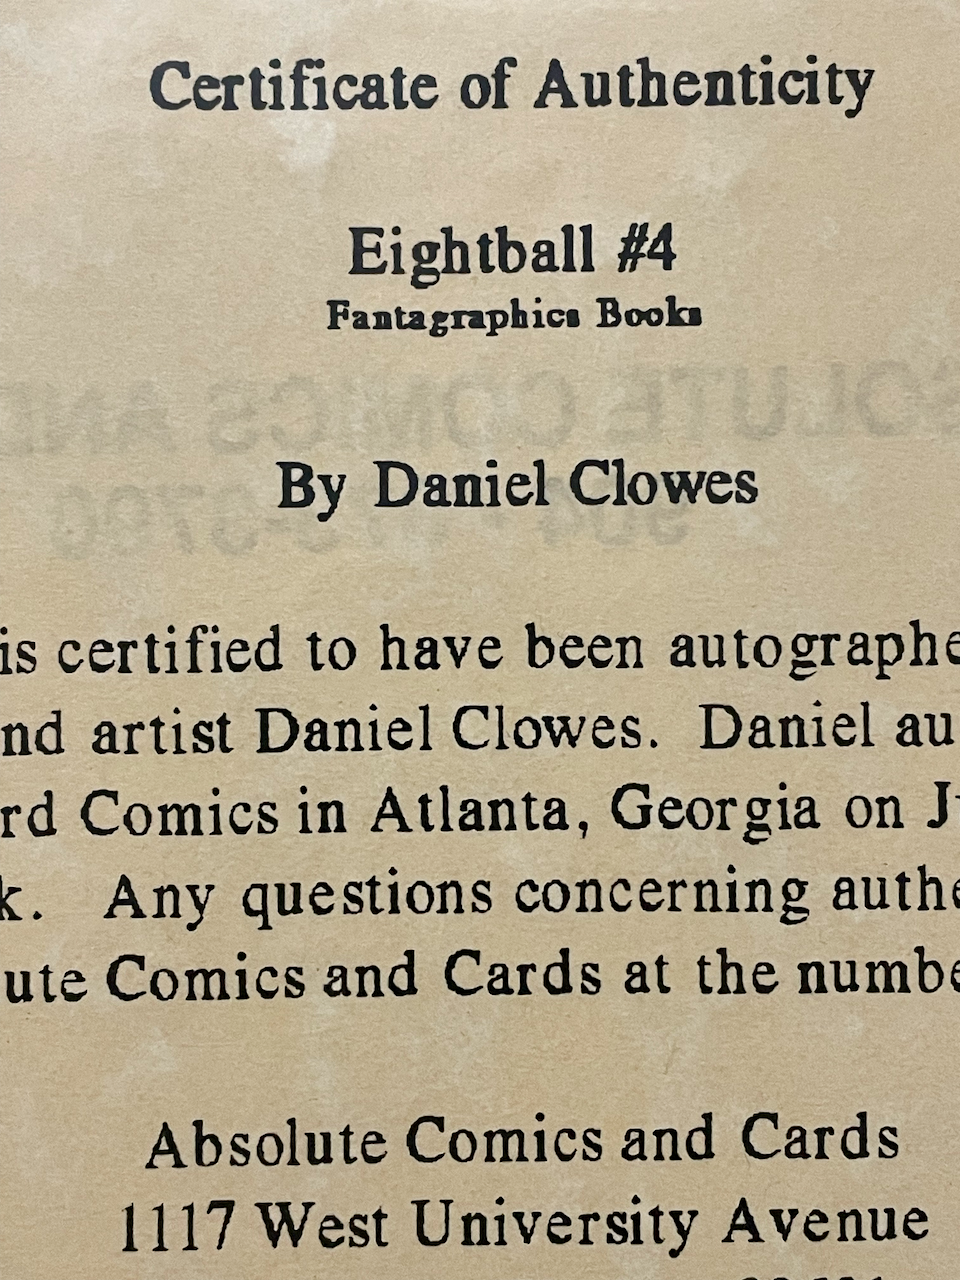 Certificate of Authenticity
Eightball #4
Fantagraphics Books
By Daniel Clowes
is certified to have been autographe
nd artist Daniel Clowes. Daniel au
rd Comics in Atlanta, Georgia on J
k. Any questions concerning authe
ute Comics and Cards at the numbe
Absolute Comics and Cards
1117 West University Avenue